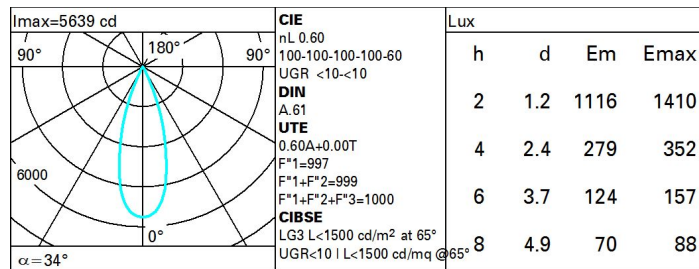 Imax=5639 cd
90° 180° 90°
6000
0°
α=34°
CIE
nL 0.60
100-100-100-100-60
UGR <10-<10
DIN
A.61
UTE
0.60A+0.00T
F"1=997
F"1+F"2=999
F"1+F"2+F"3=1000
CIBSE
LG3 L<1500 cd/m² at 65°
UGR<10 | L<1500 cd/mq @65°
Lux
h d Em Emax
2 1.2 1116 1410
4 2.4 279 352
6 3.7 124 157
8 4.9 70 88